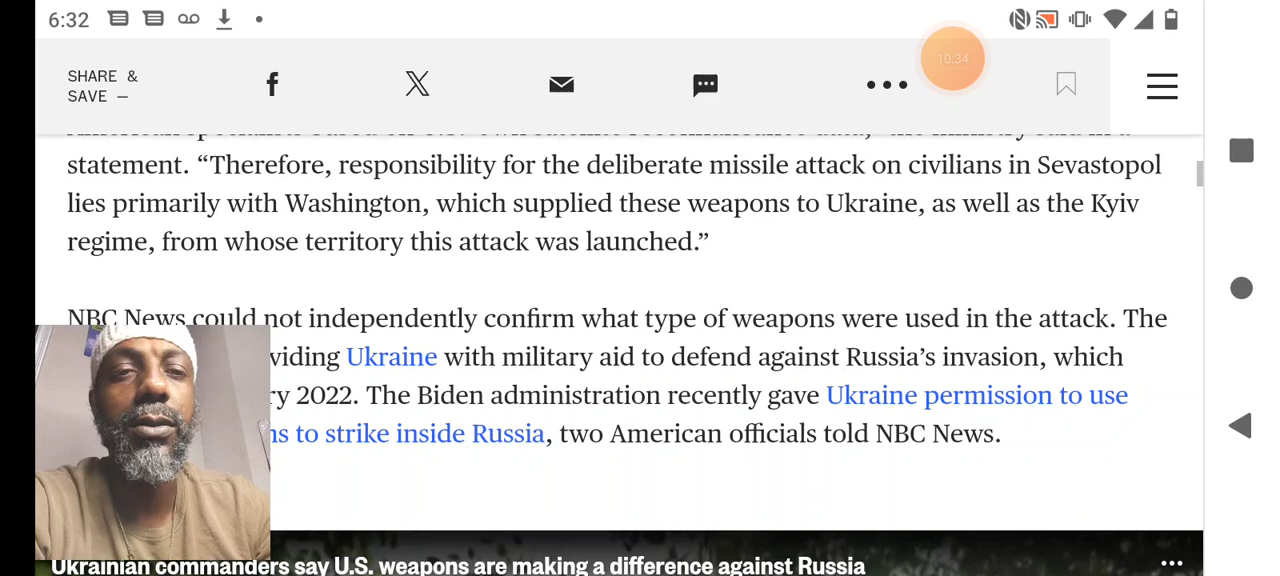 6:32
10:34
SHARE &
SAVE —
statement. “Therefore, responsibility for the deliberate missile attack on civilians in Sevastopol
lies primarily with Washington, which supplied these weapons to Ukraine, as well as the Kyiv
regime, from whose territory this attack was launched.”
NBC News could not independently confirm what type of weapons were used in the attack. The
viding Ukraine with military aid to defend against Russia’s invasion, which
ry 2022. The Biden administration recently gave Ukraine permission to use
ns to strike inside Russia, two American officials told NBC News.
Ukrainian commanders say U.S. weapons are making a difference against Russia